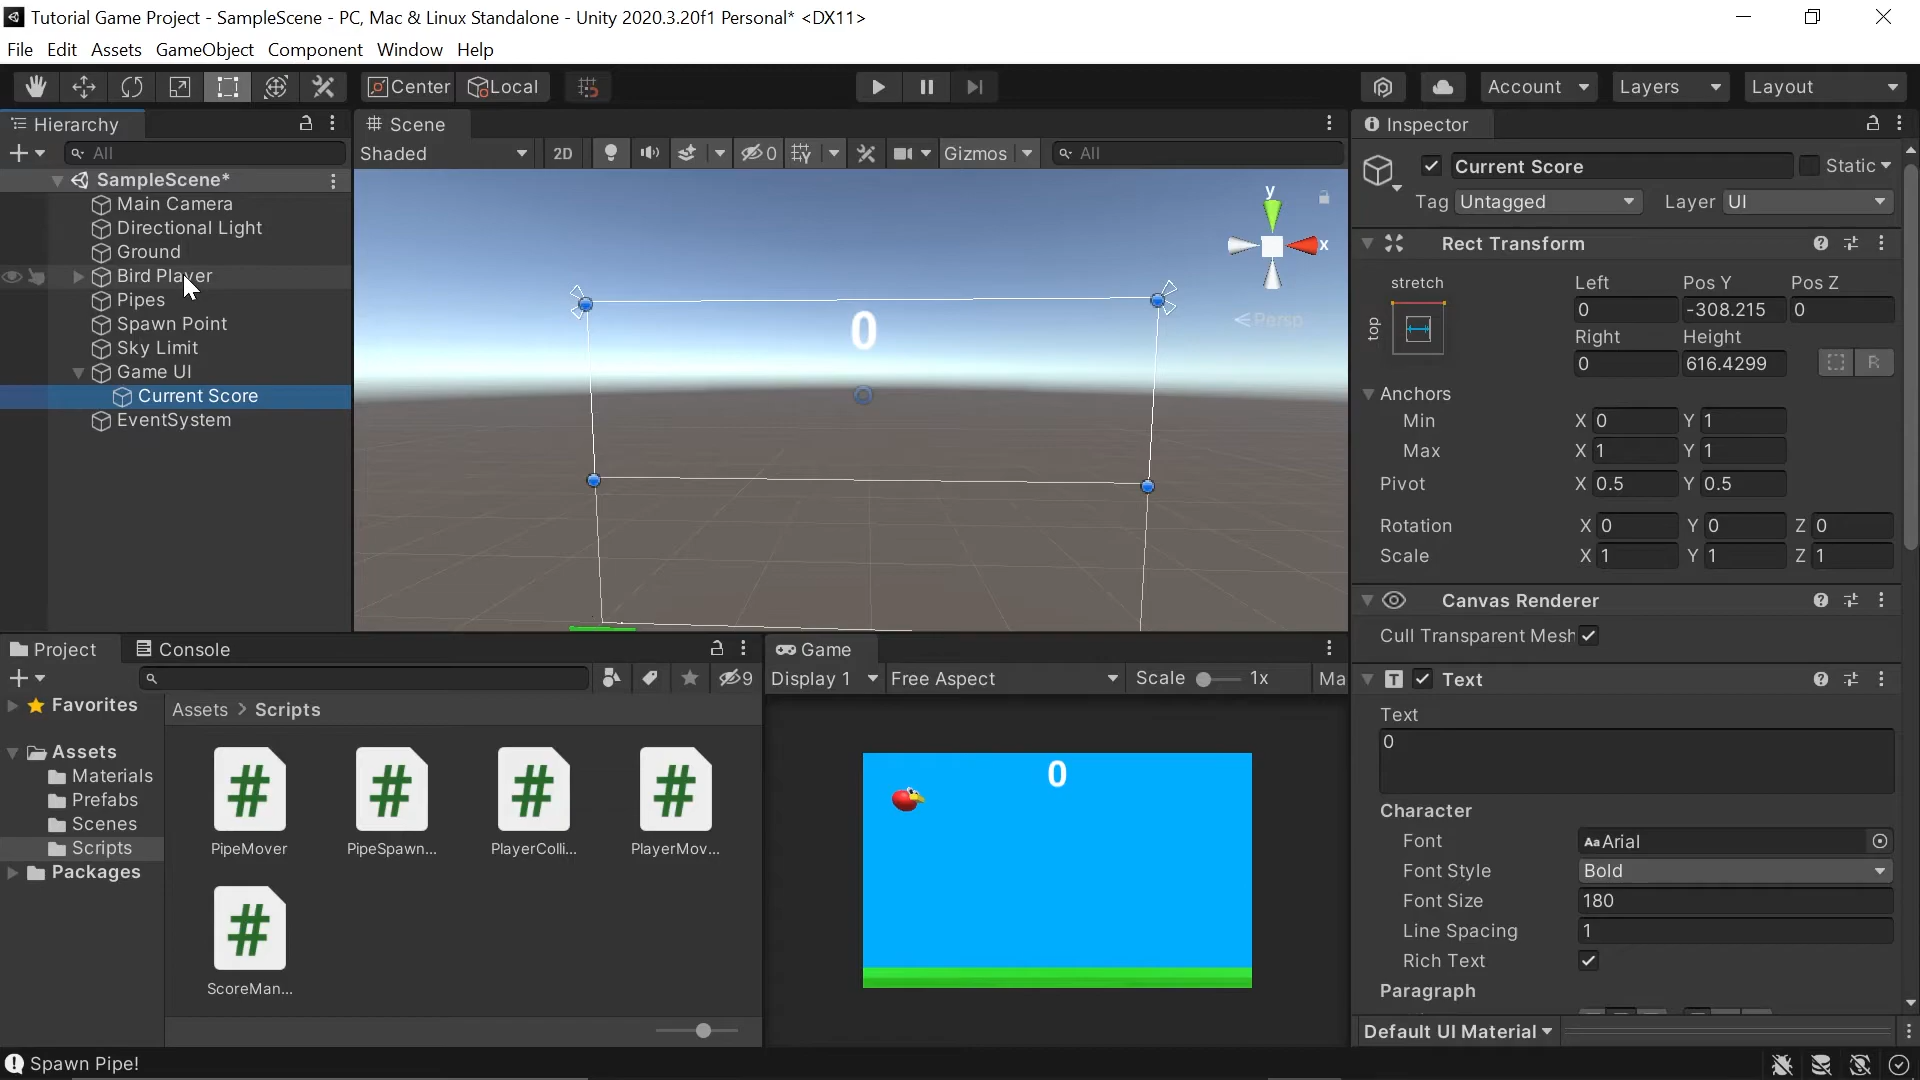 Tutorial Game Project - SampleScene - PC, Mac & Linux Standalone - Unity 2020.3.20f1 Personal* <DX11>
File Edit Assets GameObject Component Window Help
Center Local Account Layers Layout
Hierarchy
All
SampleScene*
Main Camera
Directional Light
Ground
Bird Player
Pipes
Spawn Point
Sky Limit
Game UI
Current Score
EventSystem
Scene
Shaded 2D 0 Gizmos All
y
x
Persp
0
Inspector
Current Score Static
Tag Untagged Layer UI
Rect Transform
stretch Left Pos Y Pos Z
top 0 -308.215 0
Right Height
0 616.4299 R
Anchors
Min X 0 Y 1
Max X 1 Y 1
Pivot X 0.5 Y 0.5
Rotation X 0 Y 0 Z 0
Scale X 1 Y 1 Z 1
Canvas Renderer
Cull Transparent Mesh
T Text
Text
0
Character
Font Aa Arial
Font Style Bold
Font Size 180
Line Spacing 1
Rich Text
Paragraph
Default UI Material
Project Console
9
Favorites
Assets
Materials
Prefabs
Scenes
Scripts
Packages
Assets > Scripts
# # # #
PipeMover PipeSpawn... PlayerColli... PlayerMov...
#
ScoreMan...
Game
Display 1 Free Aspect Scale 1x Ma
0
Spawn Pipe!